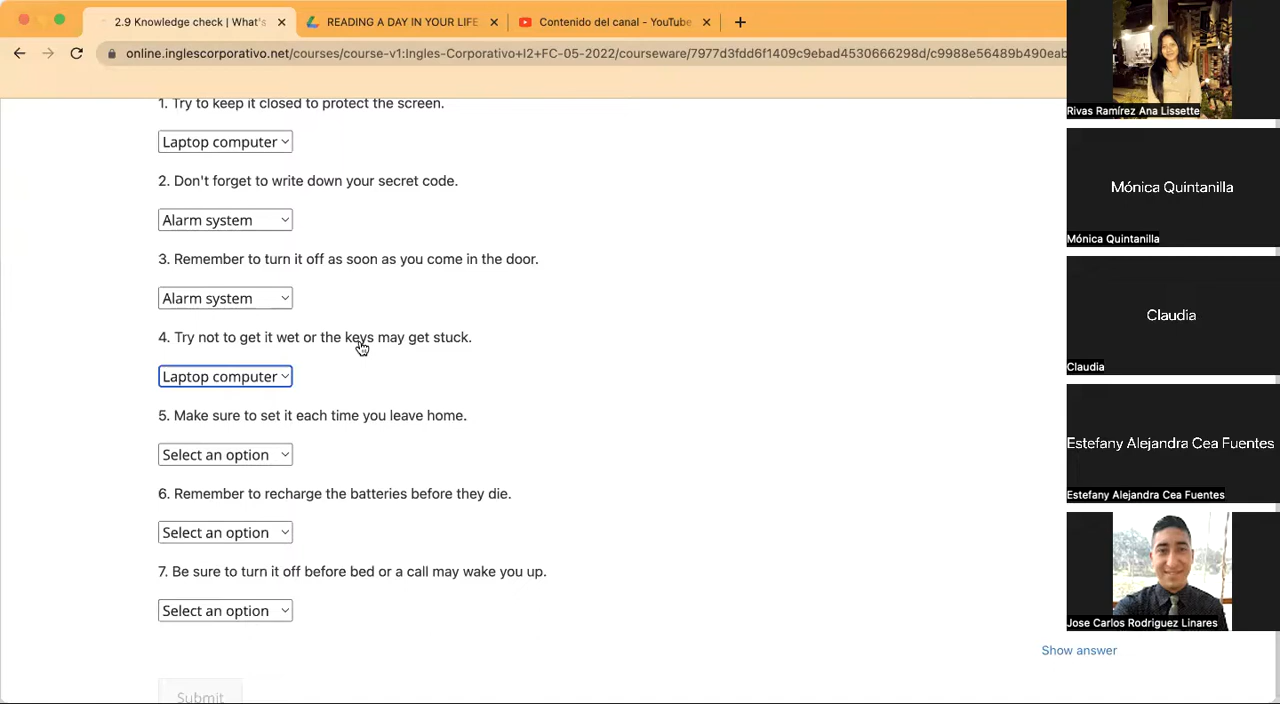 2.9 Knowledge check | What's
READING A DAY IN YOUR LIFE
Contenido del canal - YouTube
online.inglescorporativo.net/courses/course-v1:Ingles-Corporativo+I2+FC-05-2022/courseware/7977d3fdd6f1409c9ebad4530666298d/c9988e56489b490eab
1. Try to keep it closed to protect the screen.
Laptop computer
2. Don't forget to write down your secret code.
Alarm system
3. Remember to turn it off as soon as you come in the door.
Alarm system
4. Try not to get it wet or the keys may get stuck.
Laptop computer
5. Make sure to set it each time you leave home.
Select an option
6. Remember to recharge the batteries before they die.
Select an option
7. Be sure to turn it off before bed or a call may wake you up.
Select an option
Show answer
Submit
Rivas Ramírez Ana Lissette
Mónica Quintanilla
Mónica Quintanilla
Claudia
Claudia
Estefany Alejandra Cea Fuentes
Estefany Alejandra Cea Fuentes
Jose Carlos Rodriguez Linares